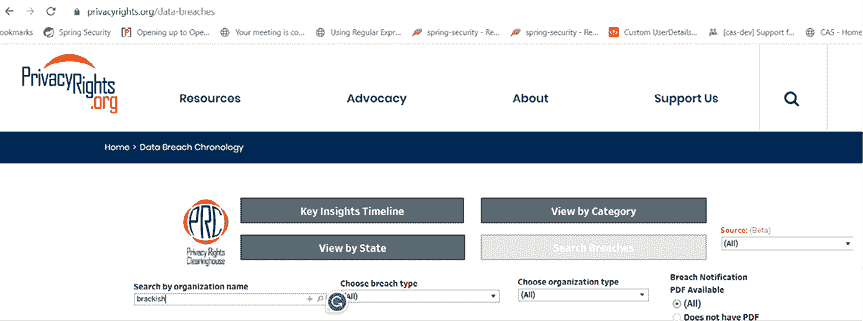 privacyrights.org/data-breaches
ookmarks Spring Security Opening up to Ope... Your meeting is co... Using Regular Expr... spring-security - Re... spring-security - Re... Custom UserDetails... [cas-dev] Support f... CAS - Home
PrivacyRights
.org
Resources Advocacy About Support Us
Home > Data Breach Chronology
PRC
Privacy Rights
Clearinghouse
Key Insights Timeline View by Category
View by State Search Breaches
Source: (Beta)
(All)
Search by organization name Choose breach type Choose organization type
brackish (All) (All)
Breach Notification
PDF Available
(All)
Does not have PDF